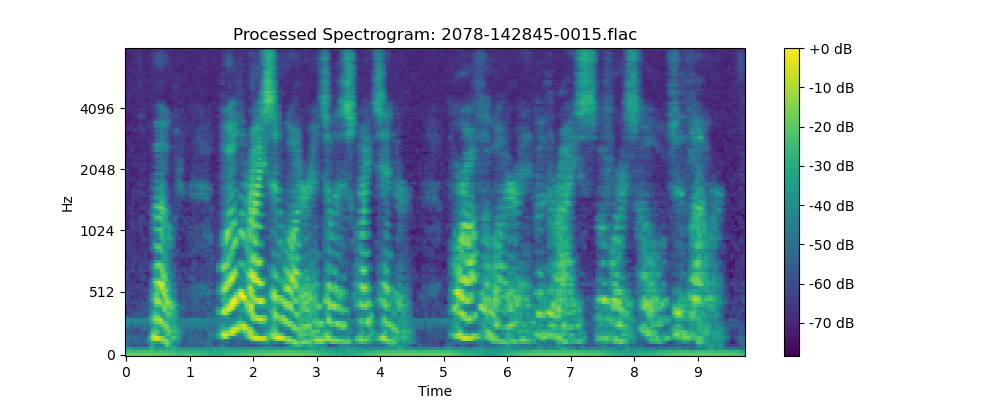 Processed Spectrogram: 2078-142845-0015.flac
Hz
4096
2048
1024
512
0
0 1 2 3 4 5 6 7 8 9
Time
+0 dB
-10 dB
-20 dB
-30 dB
-40 dB
-50 dB
-60 dB
-70 dB